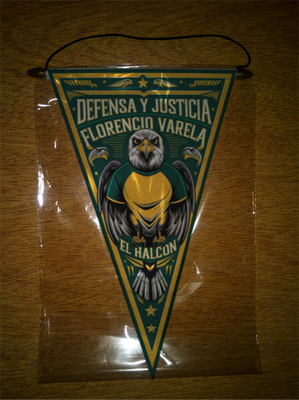 DEFENSA Y JUSTICIA
FLORENCIO VARELA
EL HALCÓN